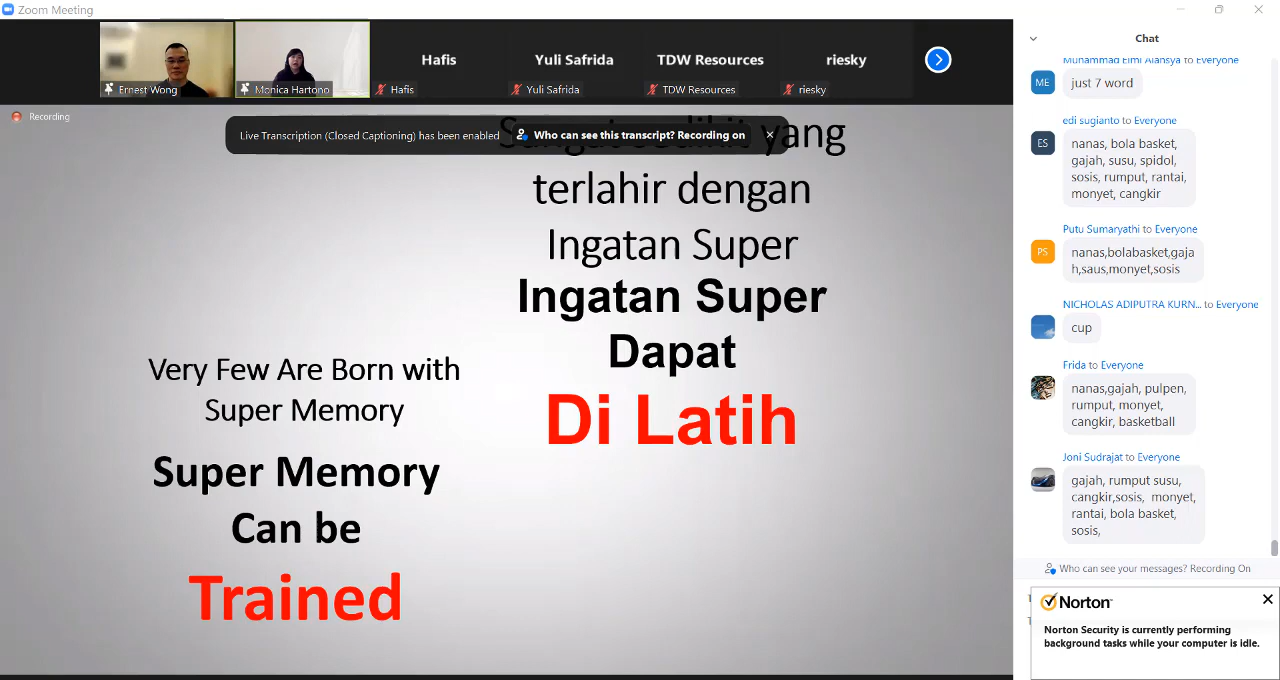 Zoom Meeting
Ernest Wong
Monica Hartono
Hafis
Hafis
Yuli Safrida
Yuli Safrida
TDW Resources
TDW Resources
riesky
riesky
Recording
Live Transcription (Closed Captioning) has been enabled
Who can see this transcript? Recording on
yang
terlahir dengan
Ingatan Super
Ingatan Super
Dapat
Di Latih
Very Few Are Born with
Super Memory
Super Memory
Can be
Trained
Chat
Muhammad Elmi Alansya to Everyone
ME
just 7 word
edi sugianto to Everyone
ES
nanas, bola basket,
gajah, susu, spidol,
sosis, rumput, rantai,
monyet, cangkir
Putu Sumaryathi to Everyone
PS
nanas,bolabasket,gaja
h,saus,monyet,sosis
NICHOLAS ADIPUTRA KURN... to Everyone
cup
Frida to Everyone
nanas,gajah, pulpen,
rumput, monyet,
cangkir, basketball
Joni Sudrajat to Everyone
gajah, rumput susu,
cangkir,sosis, monyet,
rantai, bola basket,
sosis,
Who can see your messages? Recording On
Norton
Norton Security is currently performing
background tasks while your computer is idle.